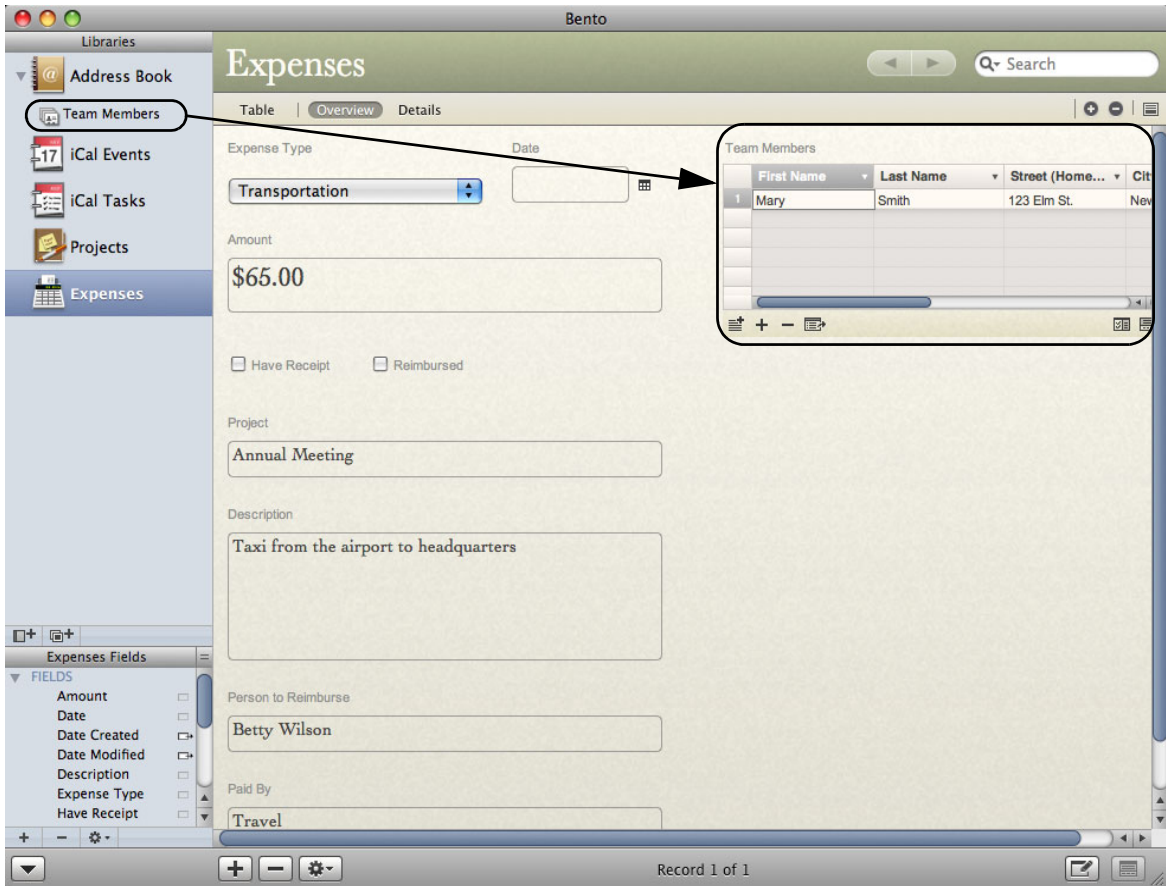 Bento
Libraries
Address Book
Team Members
iCal Events
17
iCal Tasks
Projects
Expenses
Expenses
Search
Table | Overview Details
Expense Type
Date
Transportation
Amount
$65.00
Have Receipt
Reimbursed
Project
Annual Meeting
Description
Taxi from the airport to headquarters
Person to Reimburse
Betty Wilson
Paid By
Travel
Team Members
First Name Last Name Street (Home... Cit
1 Mary Smith 123 Elm St. New
Expenses Fields
FIELDS
Amount
Date
Date Created
Date Modified
Description
Expense Type
Have Receipt
Record 1 of 1